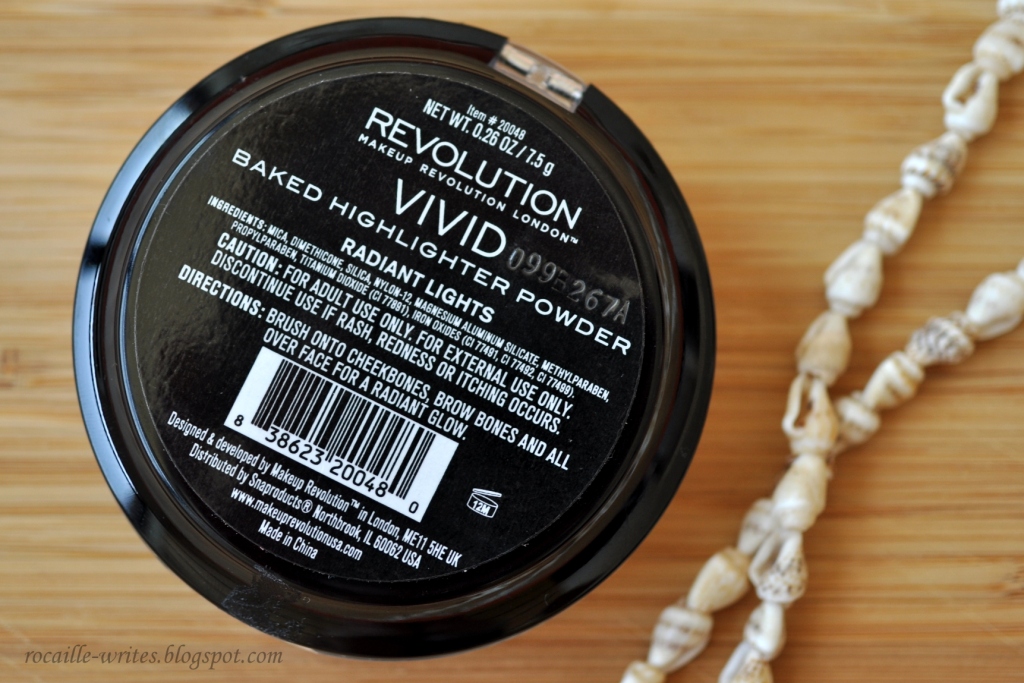 Item # 20048
NET WT. 0.26 OZ / 7.5 g
REVOLUTION
MAKEUP REVOLUTION LONDON™
VIVID
099B267A
BAKED HIGHLIGHTER POWDER
RADIANT LIGHTS
INGREDIENTS: MICA, DIMETHICONE, SILICA, NYLON-12, MAGNESIUM ALUMINUM SILICATE, METHYLPARABEN,
PROPYLPARABEN, TITANIUM DIOXIDE (CI 77891), IRON OXIDES (CI 77491, CI 77492, CI 77499).
CAUTION: FOR ADULT USE ONLY. FOR EXTERNAL USE ONLY.
DISCONTINUE USE IF RASH, REDNESS OR ITCHING OCCURS.
DIRECTIONS: BRUSH ONTO CHEEKBONES, BROW BONES AND ALL
OVER FACE FOR A RADIANT GLOW.
8 38623 20048 0
12M
Designed & developed by Makeup Revolution™ in London, ME11 5HE UK
Distributed by Snaproducts® Northbrook, IL 60062 USA
www.makeuprevolutionusa.com
Made in China
rocaille-writes.blogspot.com